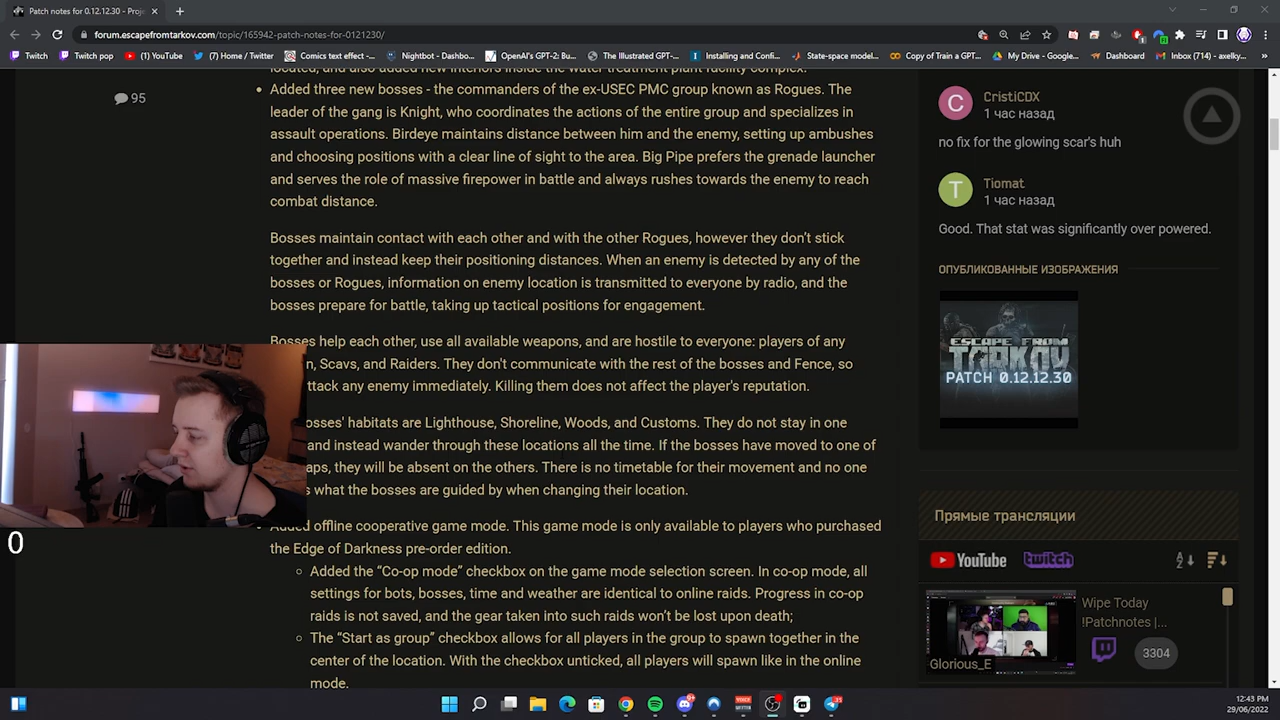 Patch notes for 0.12.12.30 - Proje
forum.escapefromtarkov.com/topic/165942-patch-notes-for-0121230/
Twitch
Twitch pop
(1) YouTube
(7) Home / Twitter
Comics text effect -...
Nightbot - Dashbo...
OpenAI's GPT-2: Bu...
The Illustrated GPT-...
Installing and Confi...
State-space model...
Copy of Train a GPT...
My Drive - Google...
Dashboard
Inbox (714) - axelky...
located, and also added new interiors inside the water treatment plant facility complex.
95
Added three new bosses - the commanders of the ex-USEC PMC group known as Rogues. The
leader of the gang is Knight, who coordinates the actions of the entire group and specializes in
assault operations. Birdeye maintains distance between him and the enemy, setting up ambushes
and choosing positions with a clear line of sight to the area. Big Pipe prefers the grenade launcher
and serves the role of massive firepower in battle and always rushes towards the enemy to reach
combat distance.
Bosses maintain contact with each other and with the other Rogues, however they don't stick
together and instead keep their positioning distances. When an enemy is detected by any of the
bosses or Rogues, information on enemy location is transmitted to everyone by radio, and the
bosses prepare for battle, taking up tactical positions for engagement.
Bosses help each other, use all available weapons, and are hostile to everyone: players of any
n, Scavs, and Raiders. They don't communicate with the rest of the bosses and Fence, so
ttack any enemy immediately. Killing them does not affect the player's reputation.
osses' habitats are Lighthouse, Shoreline, Woods, and Customs. They do not stay in one
and instead wander through these locations all the time. If the bosses have moved to one of
aps, they will be absent on the others. There is no timetable for their movement and no one
s what the bosses are guided by when changing their location.
Added offline cooperative game mode. This game mode is only available to players who purchased
the Edge of Darkness pre-order edition.
Added the “Co-op mode” checkbox on the game mode selection screen. In co-op mode, all
settings for bots, bosses, time and weather are identical to online raids. Progress in co-op
raids is not saved, and the gear taken into such raids won't be lost upon death;
The “Start as group” checkbox allows for all players in the group to spawn together in the
center of the location. With the checkbox unticked, all players will spawn like in the online
mode.
0
C
CristiCDX
1 час назад
no fix for the glowing scar's huh
T
Tiomat
1 час назад
Good. That stat was significantly over powered.
ОПУБЛИКОВАННЫЕ ИЗОБРАЖЕНИЯ
ESCAPE FROM
TARKOV
PATCH 0.12.12.30
Прямые трансляции
YouTube
twitch
Wipe Today
!Patchnotes |...
3304
Glorious_E
12:43 PM
29/06/2022